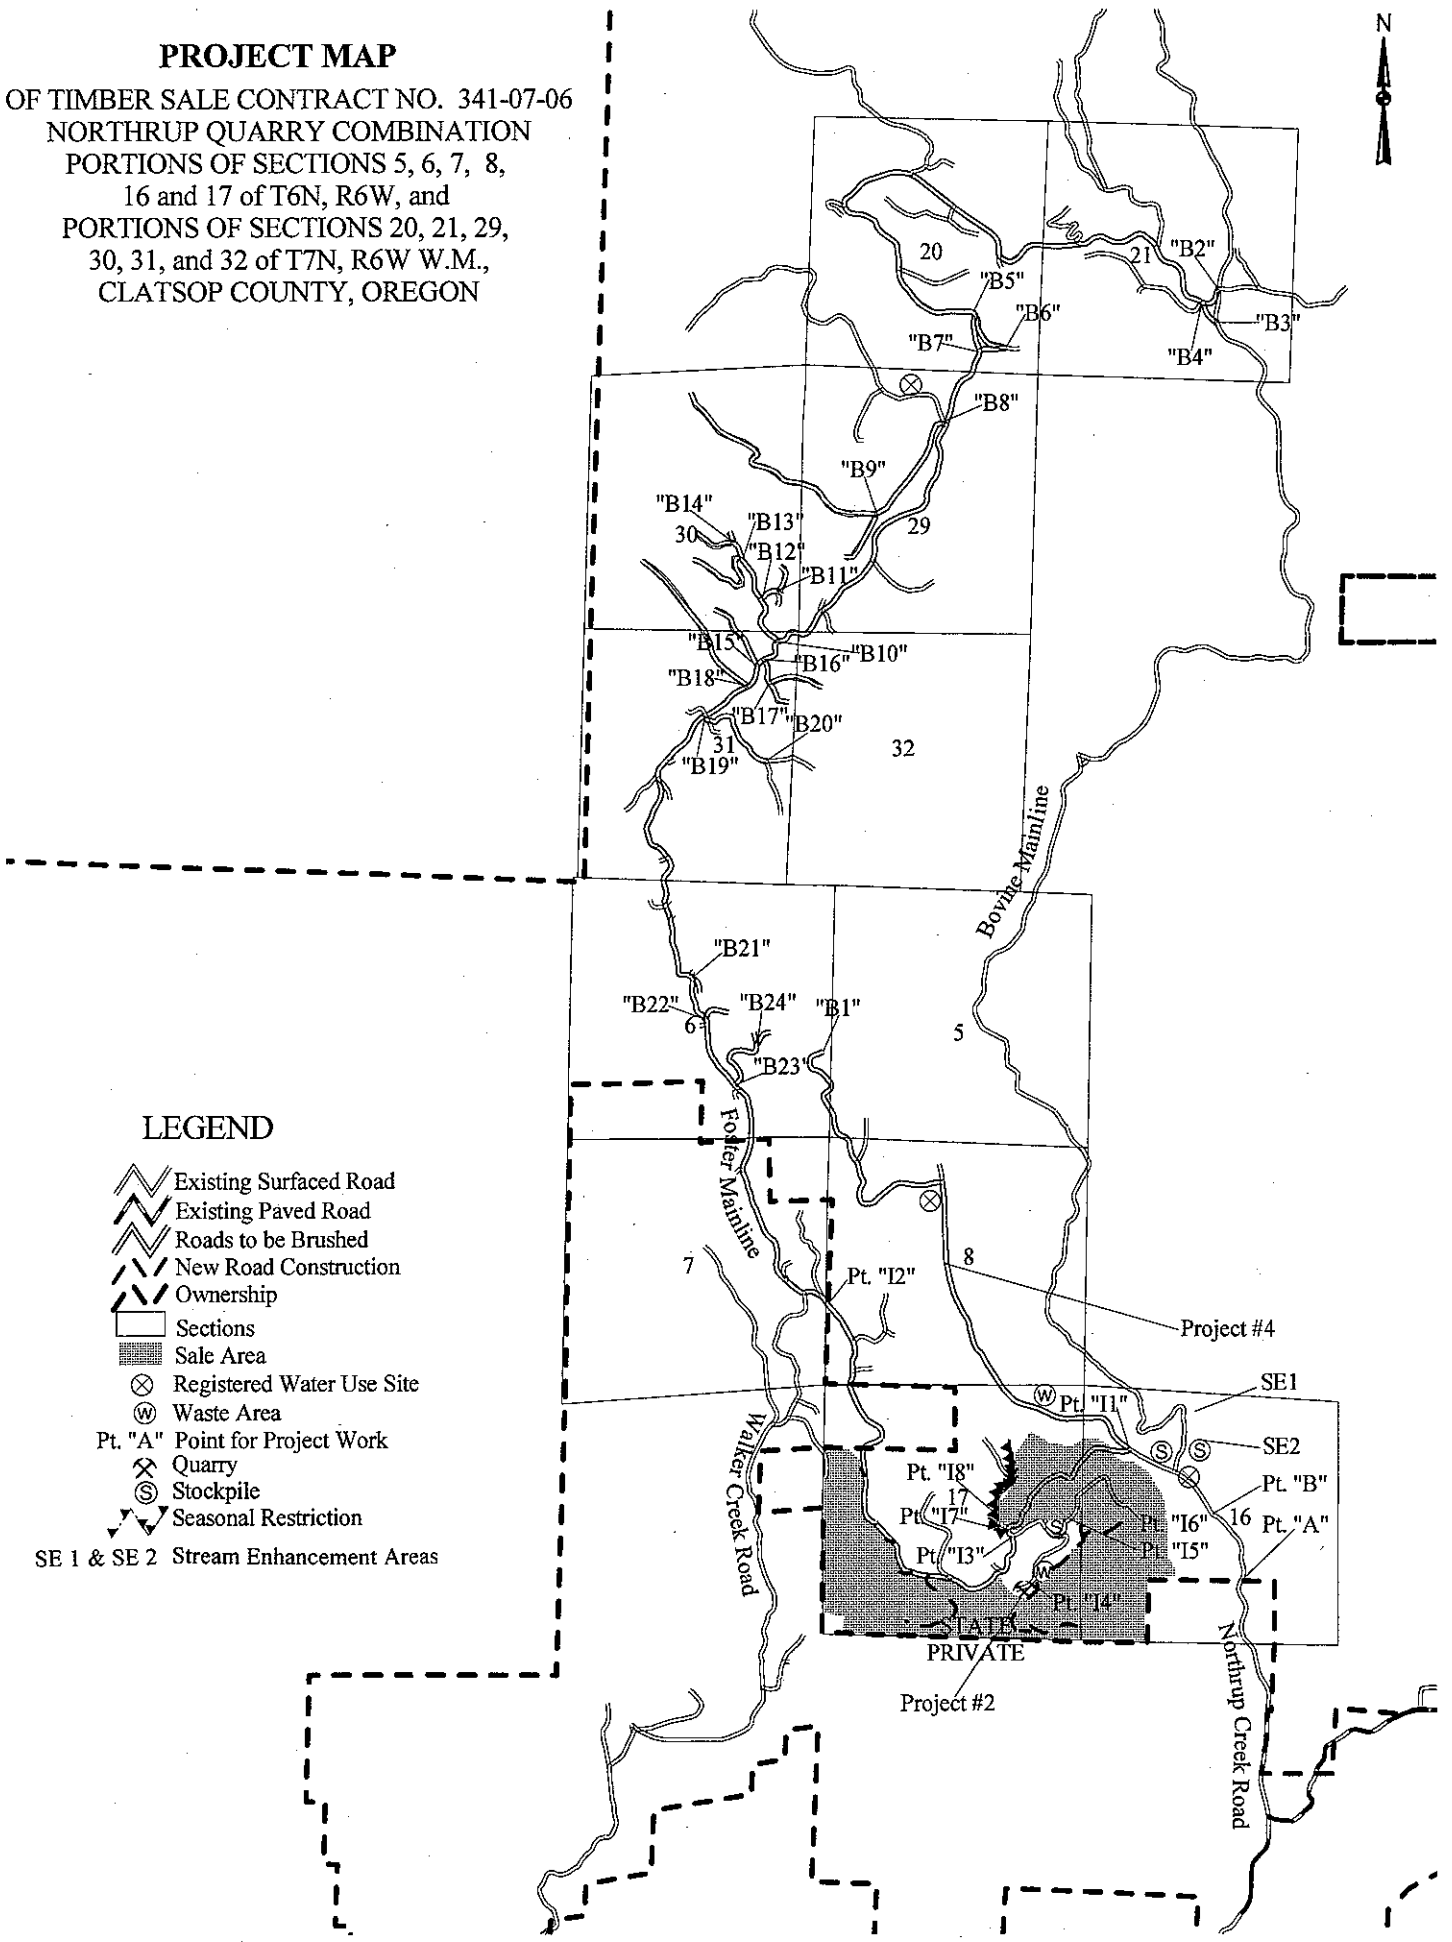 PROJECT MAP
OF TIMBER SALE CONTRACT NO. 341-07-06
NORTHRUP QUARRY COMBINATION
PORTIONS OF SECTIONS 5, 6, 7, 8,
16 and 17 of T6N, R6W, and
PORTIONS OF SECTIONS 20, 21, 29,
30, 31, and 32 of T7N, R6W W.M.,
CLATSOP COUNTY, OREGON
N
20
21
"B2"
"B5"
"B6"
"B3"
"B7"
"B4"
"B8"
"B9"
"B14"
"B13"
29
30
"B12"
"B11"
"B15"
"B10"
"B16"
"B18"
"B17"
"B20"
31
32
"B19"
Bovine Mainline
"B21"
"B22"
"B24"
"B1"
6
5
"B23"
Foster Mainline
7
8
Pt. "I2"
Project #4
SE1
W
Pt. "I1"
Walker Creek Road
S
S
SE2
Pt. "I8"
17
Pt. "B"
Pt. "I7"
S
Pt. "I6"
16
Pt. "A"
Pt. "I3"
Pt. "I5"
W
Pt. "I4"
STATE
PRIVATE
Project #2
Northrup Creek Road
LEGEND
Existing Surfaced Road
Existing Paved Road
Roads to be Brushed
New Road Construction
Ownership
Sections
Sale Area
Registered Water Use Site
W Waste Area
Pt. "A" Point for Project Work
Quarry
S Stockpile
Seasonal Restriction
SE 1 & SE 2 Stream Enhancement Areas